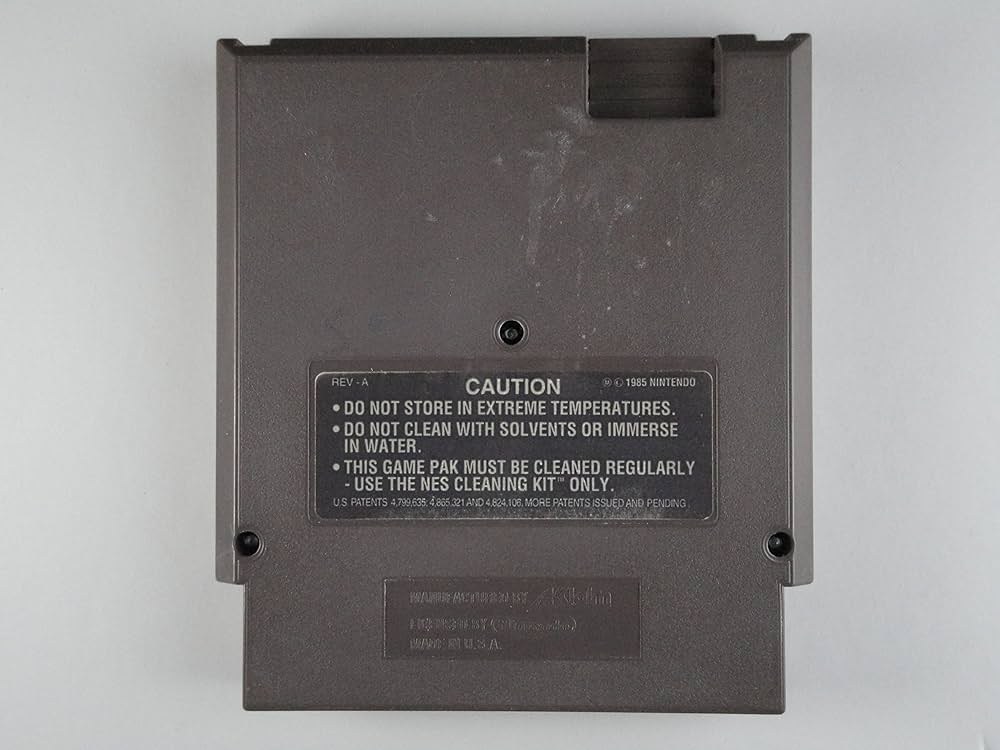 REV - A CAUTION Ⓜ © 1985 NINTENDO
• DO NOT STORE IN EXTREME TEMPERATURES.
• DO NOT CLEAN WITH SOLVENTS OR IMMERSE
IN WATER.
• THIS GAME PAK MUST BE CLEANED REGULARLY
- USE THE NES CLEANING KIT™ ONLY.
U.S. PATENTS 4,799,635; 4,865,321 AND 4,824,106, MORE PATENTS ISSUED AND PENDING
MANUFACTURED BY AKklaim
LICENSED BY (Nintendo)
MADE IN U.S.A.